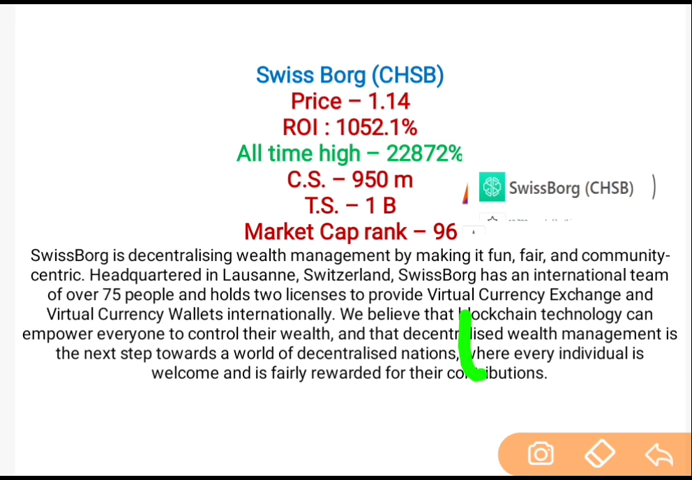 Swiss Borg (CHSB)
Price – 1.14
ROI : 1052.1%
All time high – 22872%
C.S. – 950 m
SwissBorg (CHSB)
T.S. – 1 B
Market Cap rank – 96
SwissBorg is decentralising wealth management by making it fun, fair, and community-
centric. Headquartered in Lausanne, Switzerland, SwissBorg has an international team
of over 75 people and holds two licenses to provide Virtual Currency Exchange and
Virtual Currency Wallets internationally. We believe that blockchain technology can
empower everyone to control their wealth, and that decentralised wealth management is
the next step towards a world of decentralised nations, where every individual is
welcome and is fairly rewarded for their contributions.